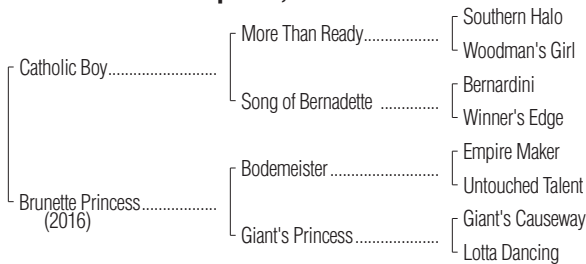 Southern Halo
More Than Ready..................
Woodman's Girl
Catholic Boy..........................
Bernardini
Song of Bernadette ..............
Winner's Edge
Empire Maker
Bodemeister..........................
Untouched Talent
Brunette Princess..................
(2016)
Giant's Causeway
Giant's Princess....................
Lotta Dancing